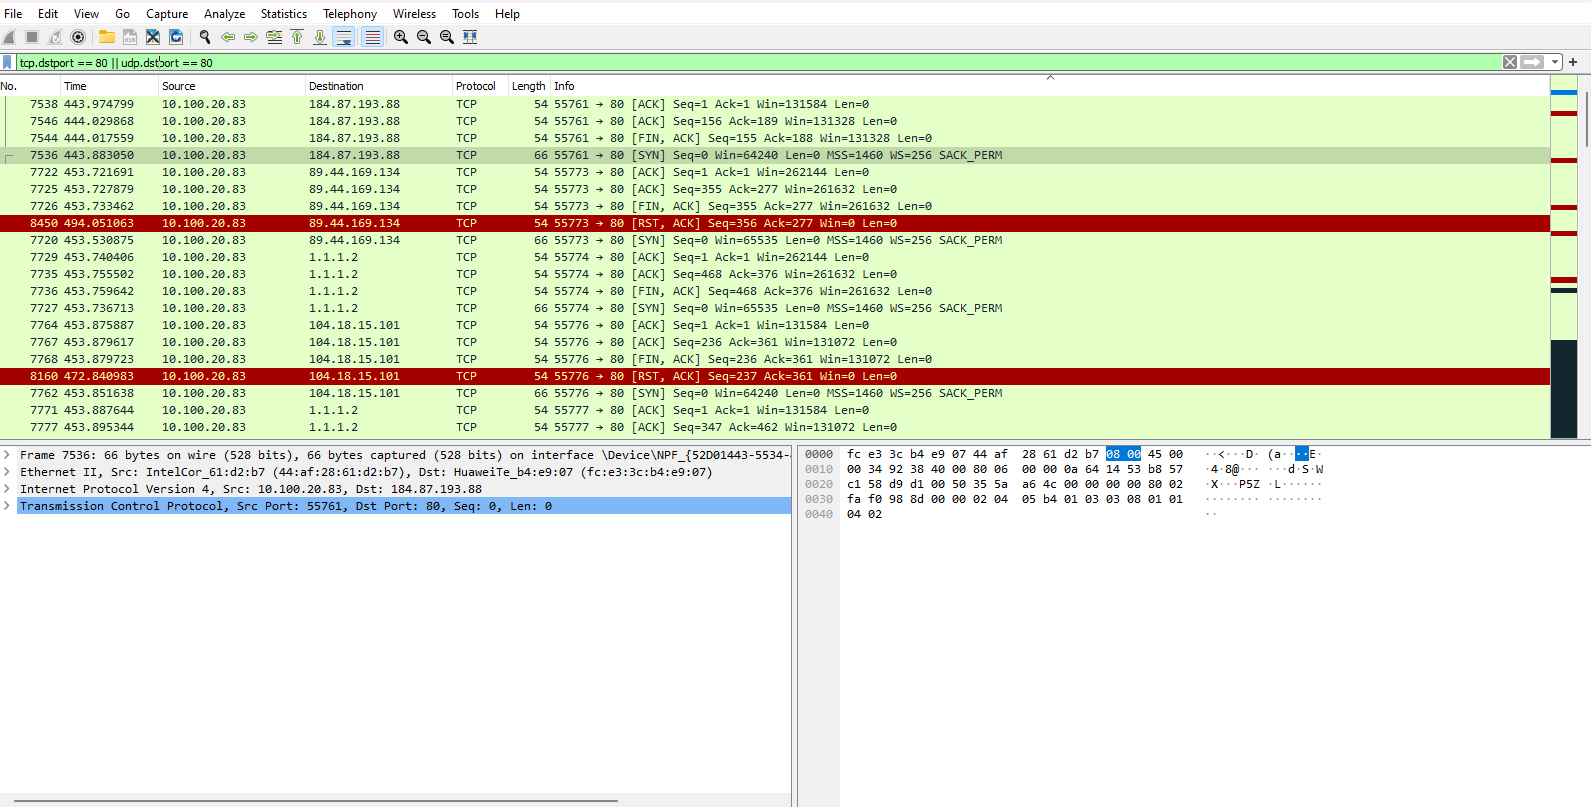 File Edit View Go Capture Analyze Statistics Telephony Wireless Tools Help
tcp.dstport == 80 || udp.dstport == 80
No. Time Source Destination Protocol Length Info
7538 443.974799 10.100.20.83 184.87.193.88 TCP 54 55761 → 80 [ACK] Seq=1 Ack=1 Win=131584 Len=0
7546 444.029868 10.100.20.83 184.87.193.88 TCP 54 55761 → 80 [ACK] Seq=156 Ack=189 Win=131328 Len=0
7544 444.017559 10.100.20.83 184.87.193.88 TCP 54 55761 → 80 [FIN, ACK] Seq=155 Ack=188 Win=131328 Len=0
7536 443.883050 10.100.20.83 184.87.193.88 TCP 66 55761 → 80 [SYN] Seq=0 Win=64240 Len=0 MSS=1460 WS=256 SACK_PERM
7722 453.721691 10.100.20.83 89.44.169.134 TCP 54 55773 → 80 [ACK] Seq=1 Ack=1 Win=262144 Len=0
7725 453.727879 10.100.20.83 89.44.169.134 TCP 54 55773 → 80 [ACK] Seq=355 Ack=277 Win=261632 Len=0
7726 453.733462 10.100.20.83 89.44.169.134 TCP 54 55773 → 80 [FIN, ACK] Seq=355 Ack=277 Win=261632 Len=0
8450 494.051063 10.100.20.83 89.44.169.134 TCP 54 55773 → 80 [RST, ACK] Seq=356 Ack=277 Win=0 Len=0
7720 453.530875 10.100.20.83 89.44.169.134 TCP 66 55773 → 80 [SYN] Seq=0 Win=65535 Len=0 MSS=1460 WS=256 SACK_PERM
7729 453.740406 10.100.20.83 1.1.1.2 TCP 54 55774 → 80 [ACK] Seq=1 Ack=1 Win=262144 Len=0
7735 453.755502 10.100.20.83 1.1.1.2 TCP 54 55774 → 80 [ACK] Seq=468 Ack=376 Win=261632 Len=0
7736 453.759642 10.100.20.83 1.1.1.2 TCP 54 55774 → 80 [FIN, ACK] Seq=468 Ack=376 Win=261632 Len=0
7727 453.736713 10.100.20.83 1.1.1.2 TCP 66 55774 → 80 [SYN] Seq=0 Win=65535 Len=0 MSS=1460 WS=256 SACK_PERM
7764 453.875887 10.100.20.83 104.18.15.101 TCP 54 55776 → 80 [ACK] Seq=1 Ack=1 Win=131584 Len=0
7767 453.879617 10.100.20.83 104.18.15.101 TCP 54 55776 → 80 [ACK] Seq=236 Ack=361 Win=131072 Len=0
7768 453.879723 10.100.20.83 104.18.15.101 TCP 54 55776 → 80 [FIN, ACK] Seq=236 Ack=361 Win=131072 Len=0
8160 472.840983 10.100.20.83 104.18.15.101 TCP 54 55776 → 80 [RST, ACK] Seq=237 Ack=361 Win=0 Len=0
7762 453.851638 10.100.20.83 104.18.15.101 TCP 66 55776 → 80 [SYN] Seq=0 Win=64240 Len=0 MSS=1460 WS=256 SACK_PERM
7771 453.887644 10.100.20.83 1.1.1.2 TCP 54 55777 → 80 [ACK] Seq=1 Ack=1 Win=131584 Len=0
7777 453.895344 10.100.20.83 1.1.1.2 TCP 54 55777 → 80 [ACK] Seq=347 Ack=462 Win=131072 Len=0
Frame 7536: 66 bytes on wire (528 bits), 66 bytes captured (528 bits) on interface \Device\NPF_{52D01443-5534-
Ethernet II, Src: IntelCor_61:d2:b7 (44:af:28:61:d2:b7), Dst: HuaweiTe_b4:e9:07 (fc:e3:3c:b4:e9:07)
Internet Protocol Version 4, Src: 10.100.20.83, Dst: 184.87.193.88
Transmission Control Protocol, Src Port: 55761, Dst Port: 80, Seq: 0, Len: 0
0000 fc e3 3c b4 e9 07 44 af 28 61 d2 b7 08 00 45 00 ··<···D· (a····E·
0010 00 34 92 38 40 00 80 06 00 00 0a 64 14 53 b8 57 ·4·8@··· ···d·S·W
0020 c1 58 d9 d1 00 50 35 5a a6 4c 00 00 00 00 80 02 ·X···P5Z ·L······
0030 fa f0 98 8d 00 00 02 04 05 b4 01 03 03 08 01 01 ········ ········
0040 04 02 ··